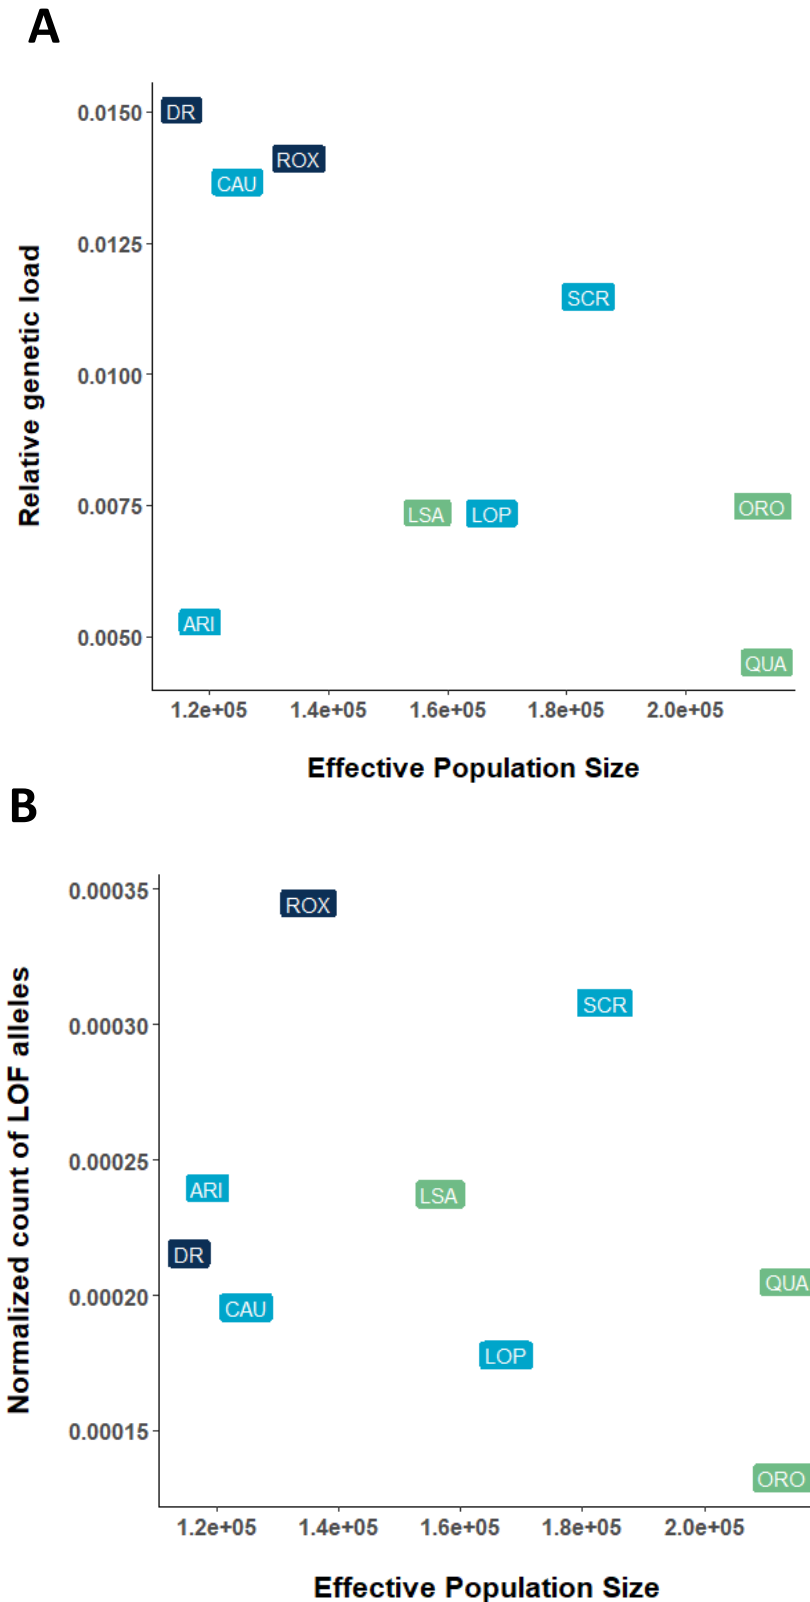 A
0.0150
0.0125
0.0100
0.0075
0.0050
Relative genetic load
DR
ROX
CAU
SCR
LSA
LOP
ORO
ARI
QUA
1.2e+05 1.4e+05 1.6e+05 1.8e+05 2.0e+05
Effective Population Size
B
0.00035
0.00030
0.00025
0.00020
0.00015
Normalized count of LOF alleles
ROX
SCR
ARI
LSA
DR
QUA
CAU
LOP
ORO
1.2e+05 1.4e+05 1.6e+05 1.8e+05 2.0e+05
Effective Population Size